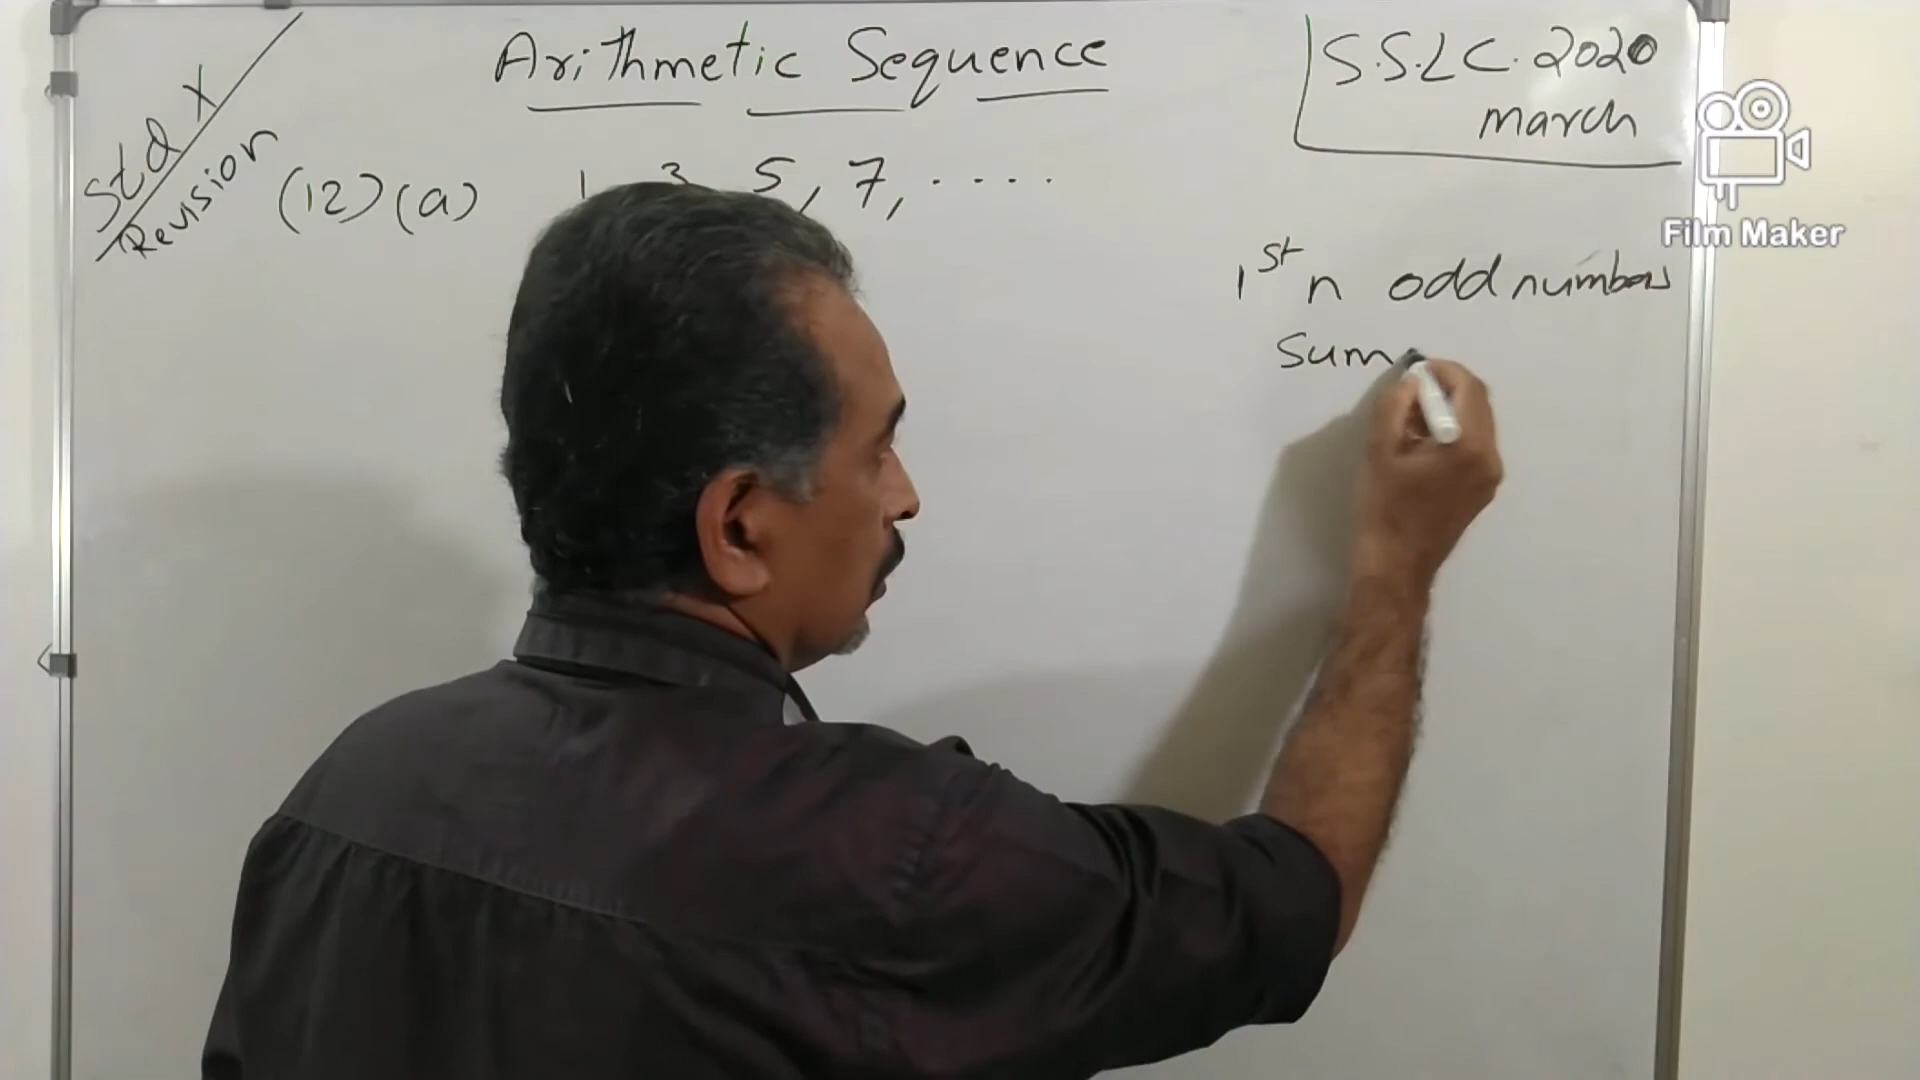 Arithmetic Sequence
S.S.L.C. 2020
march
Std X
Revision
(12) (a) 1 3 5, 7, ....
1st n odd numbers
Sum
Film Maker